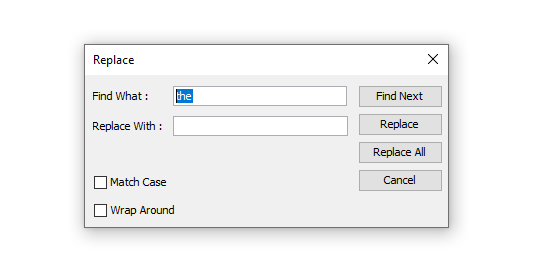 Replace
Find What : the Find Next
Replace With : Replace
Replace All
Match Case Cancel
Wrap Around